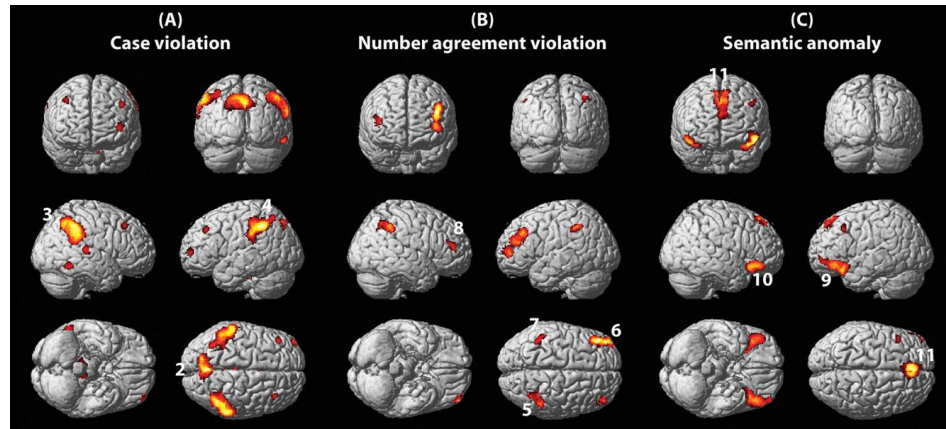 (A)
Case violation
(B)
Number agreement violation
(C)
Semantic anomaly
11
3
4
8
10
9
2
7
6
5
11